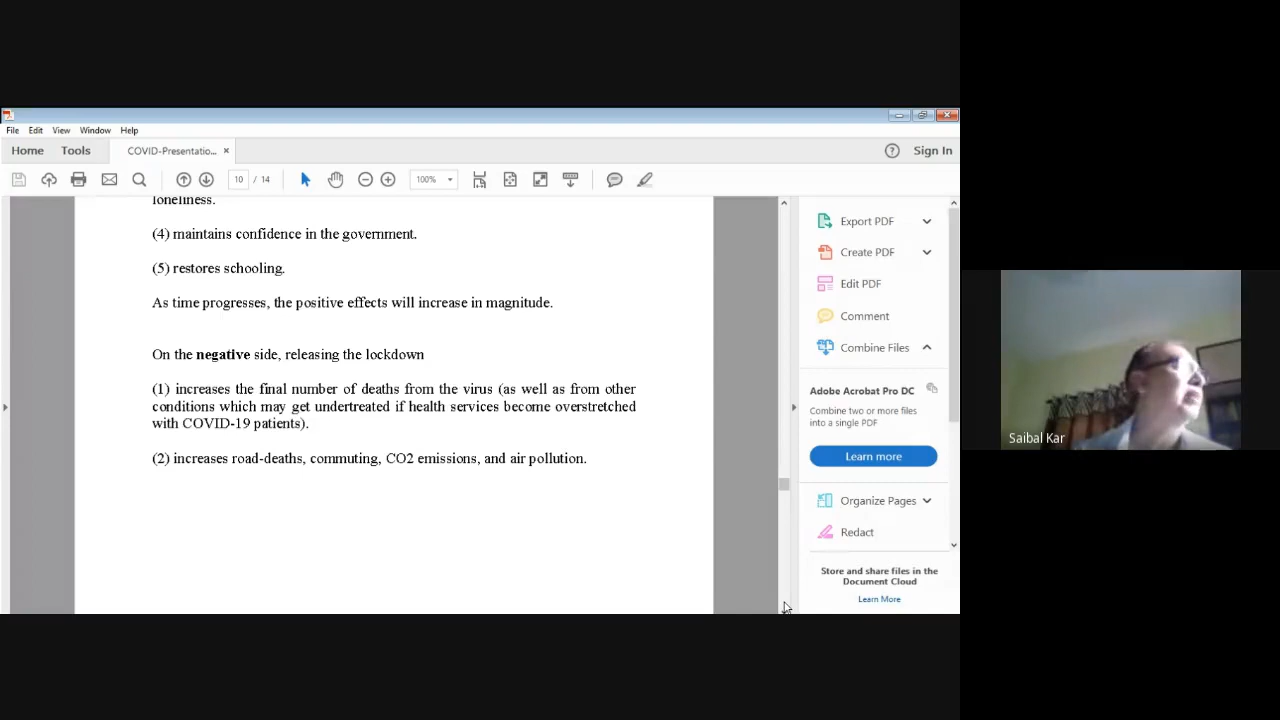 File Edit View Window Help
Home Tools COVID-Presentatio... × Sign In
10 / 14 100%
loneliness.
(4) maintains confidence in the government.
(5) restores schooling.
As time progresses, the positive effects will increase in magnitude.
On the negative side, releasing the lockdown
(1) increases the final number of deaths from the virus (as well as from other
conditions which may get undertreated if health services become overstretched
with COVID-19 patients).
(2) increases road-deaths, commuting, CO2 emissions, and air pollution.
Export PDF
Create PDF
Edit PDF
Comment
Combine Files
Adobe Acrobat Pro DC
Combine two or more files
into a single PDF
Learn more
Organize Pages
Redact
Store and share files in the
Document Cloud
Learn More
Saibal Kar